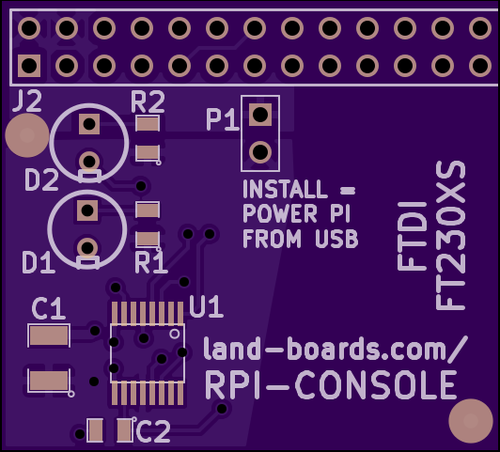 J2
R2
P1
D2
INSTALL =
POWER PI
FROM USB
D1
R1
FTDI
FT230XS
C1
U1
land-boards.com/
RPI-CONSOLE
C2